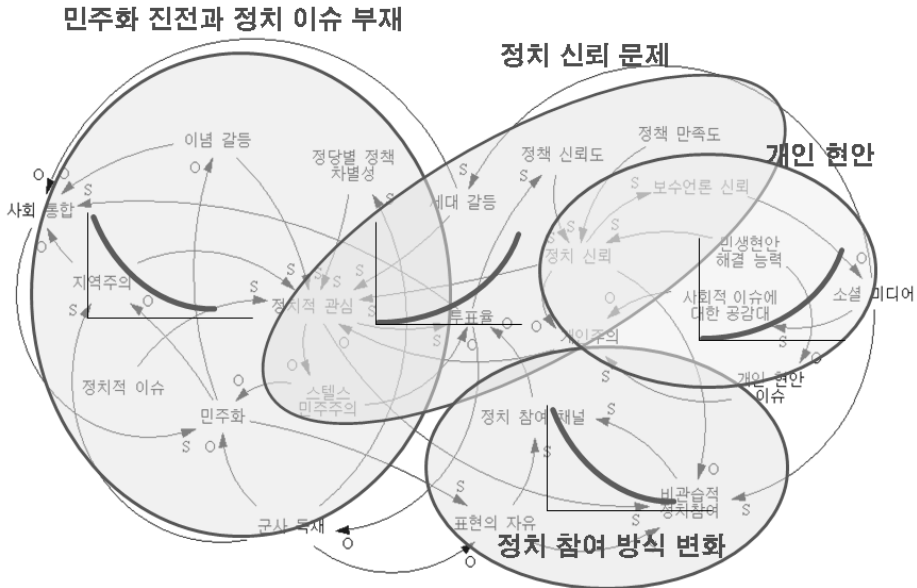 민주화 진전과 정치 이슈 부재
정치 신뢰 문제
개인 현안
이념 갈등
정당별 정책
차별성
정책 신뢰도
정책 만족도
보수언론 신뢰
세대 갈등
사회 통합
정치 신뢰
민생현안
해결 능력
지역주의
정치적 관심
투표율
사회적 이슈에
대한 공감대
소셜 미디어
개인주의
정치적 이슈
스텔스
민주주의
민주화
정치 참여 채널
개인 현안
이슈
비관습적
정치참여
군사 독재
표현의 자유
정치 참여 방식 변화
O
O
S
O
O
S
O
S
S
S
S
S
S
S
S
S
S
S
O
O
S
O
O
O
O
O
S
O
S
O
S
S
O
S
S
O
S
S
S
O
O